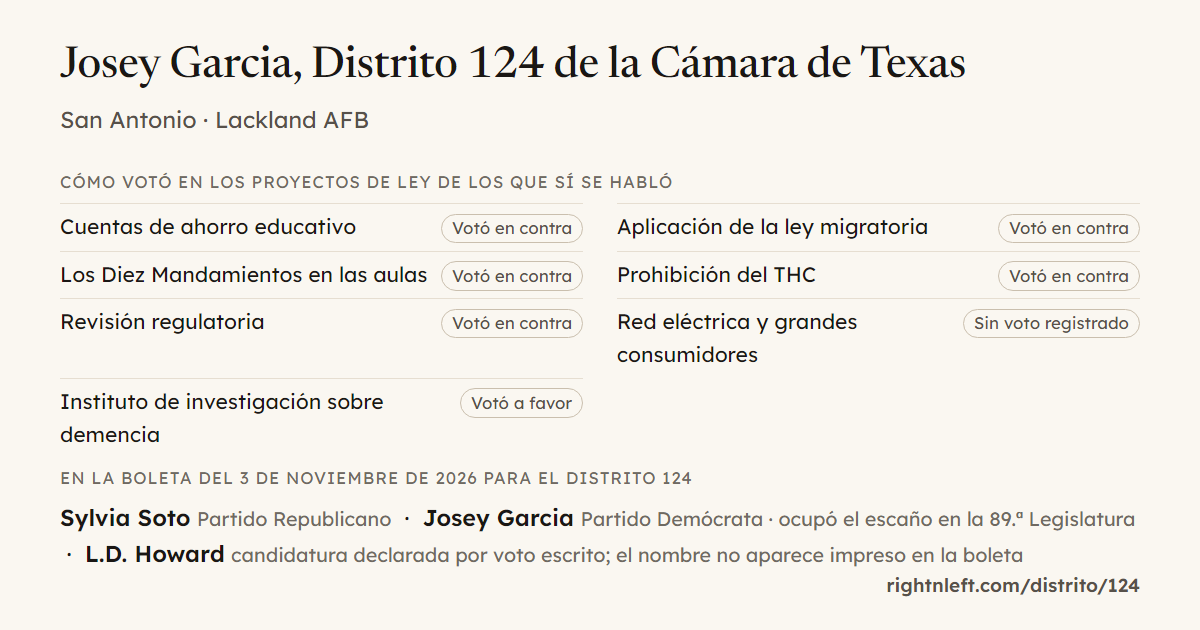 Josey Garcia, Distrito 124 de la Cámara de Texas
San Antonio · Lackland AFB
CÓMO VOTÓ EN LOS PROYECTOS DE LEY DE LOS QUE SÍ SE HABLÓ
Cuentas de ahorro educativo Votó en contra
Aplicación de la ley migratoria Votó en contra
Los Diez Mandamientos en las aulas Votó en contra
Prohibición del THC Votó en contra
Revisión regulatoria Votó en contra
Red eléctrica y grandes Sin voto registrado
consumidores
Instituto de investigación sobre Votó a favor
demencia
EN LA BOLETA DEL 3 DE NOVIEMBRE DE 2026 PARA EL DISTRITO 124
Sylvia Soto Partido Republicano · Josey Garcia Partido Demócrata · ocupó el escaño en la 89.ª Legislatura
· L.D. Howard candidatura declarada por voto escrito; el nombre no aparece impreso en la boleta
rightnleft.com/distrito/124